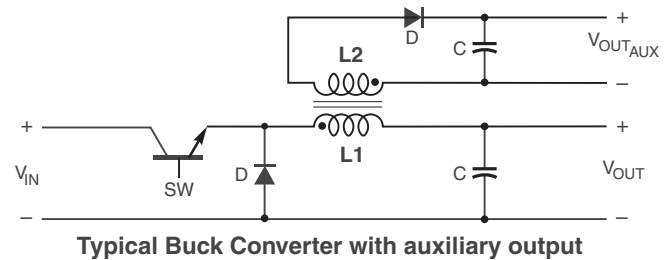 D
C
+
V_OUT_AUX
−
L2
+
L1
+
V_IN
SW
D
C
V_OUT
−
−
Typical Buck Converter with auxiliary output